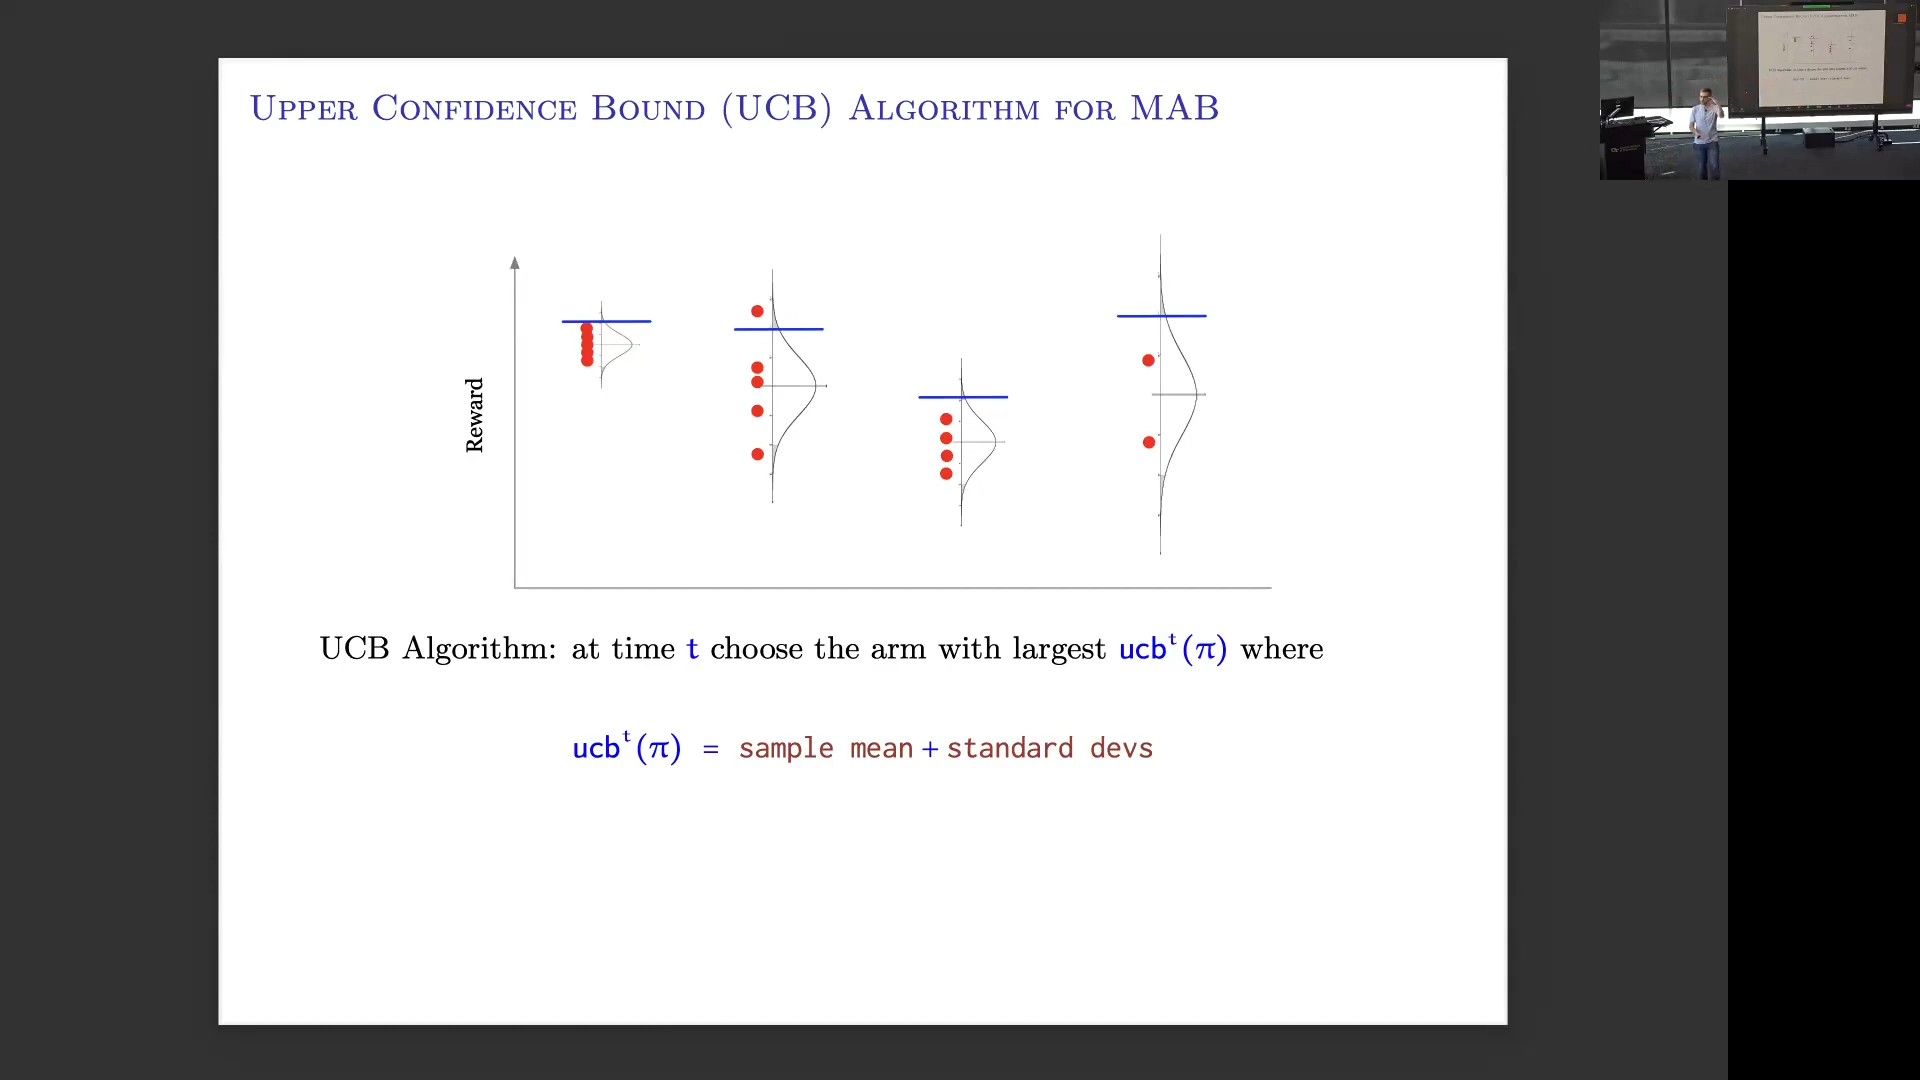 Upper Confidence Bound (UCB) Algorithm for MAB
Reward
UCB Algorithm: at time t choose the arm with largest ucbᵗ(π) where
ucbᵗ(π) = sample mean + standard devs